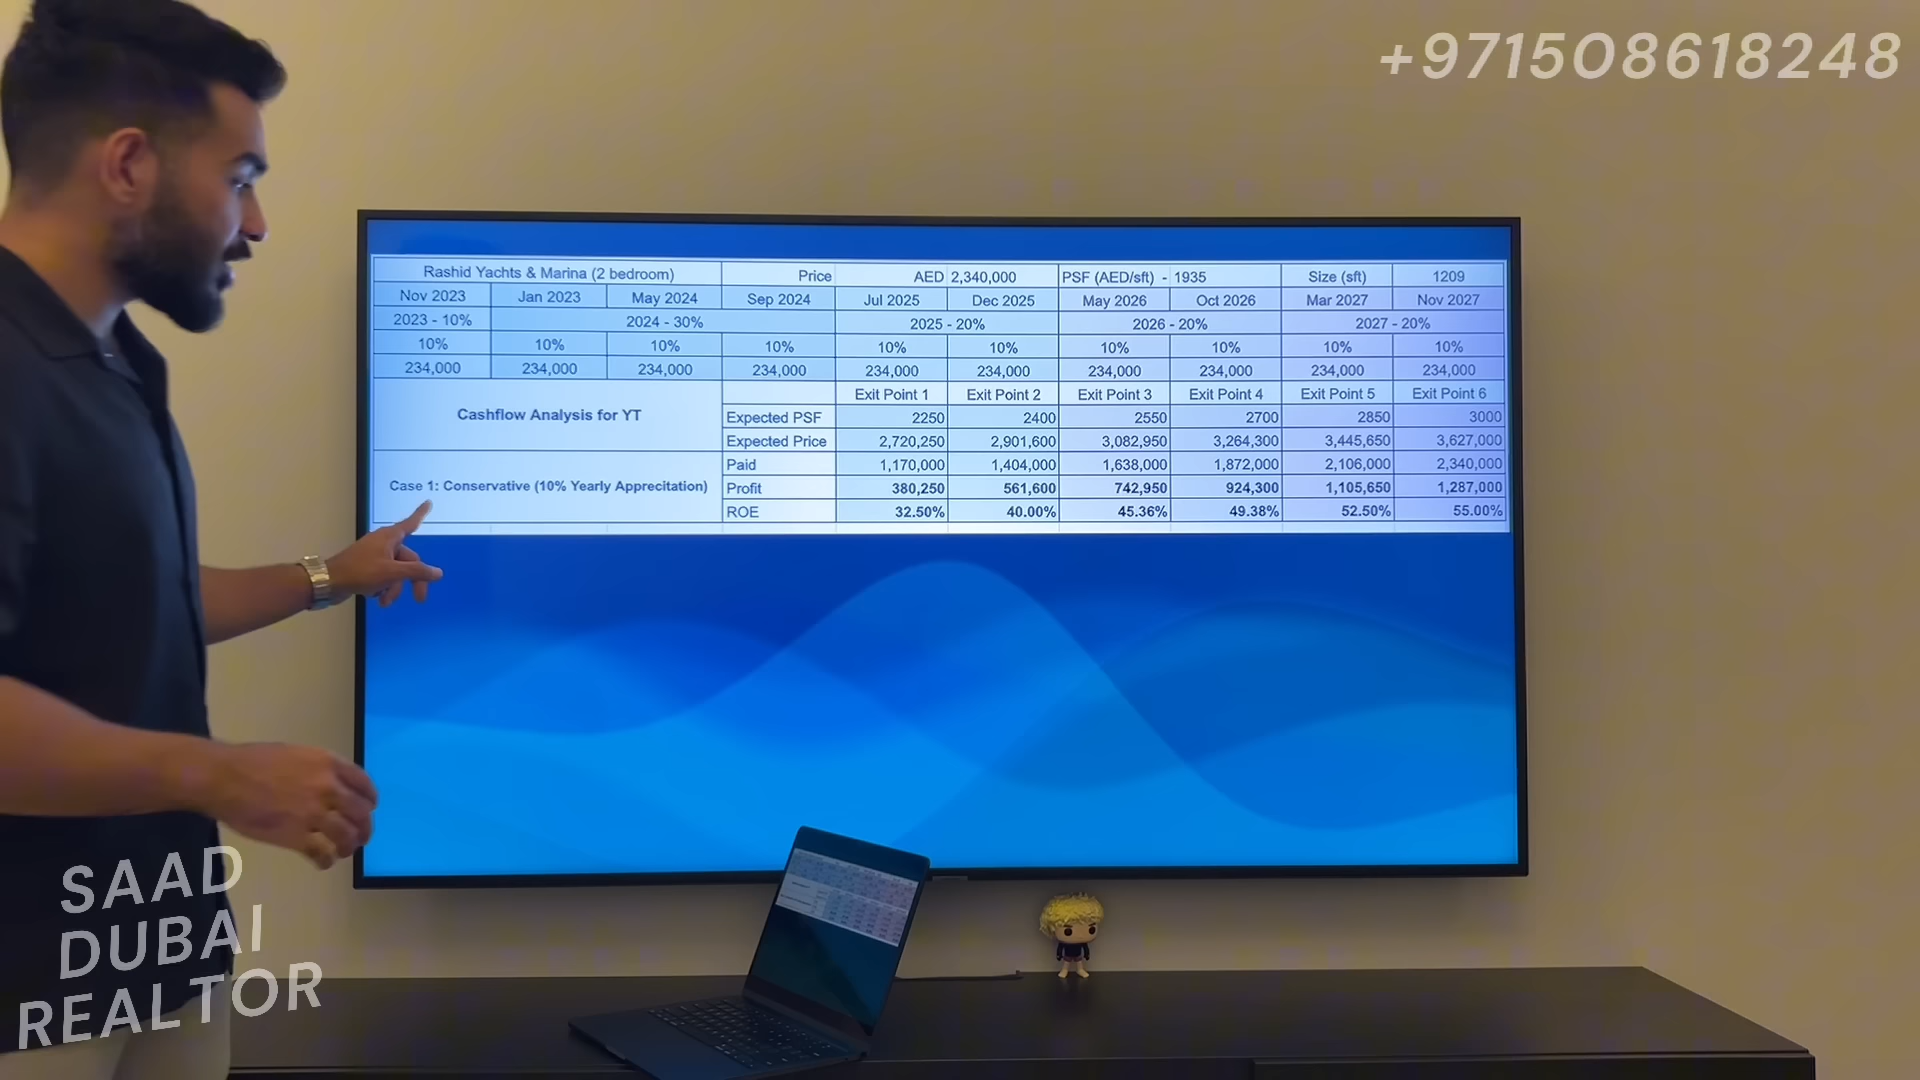 +971508618248
Rashid Yachts & Marina (2 bedroom) Price AED 2,340,000 PSF (AED/sft) - 1935 Size (sft) 1209
Nov 2023 Jan 2023 May 2024 Sep 2024 Jul 2025 Dec 2025 May 2026 Oct 2026 Mar 2027 Nov 2027
2023 - 10% 2024 - 30% 2025 - 20% 2026 - 20% 2027 - 20%
10% 10% 10% 10% 10% 10% 10% 10% 10% 10%
234,000 234,000 234,000 234,000 234,000 234,000 234,000 234,000 234,000 234,000
Exit Point 1 Exit Point 2 Exit Point 3 Exit Point 4 Exit Point 5 Exit Point 6
Cashflow Analysis for YT
Expected PSF 2250 2400 2550 2700 2850 3000
Expected Price 2,720,250 2,901,600 3,082,950 3,264,300 3,445,650 3,627,000
Paid 1,170,000 1,404,000 1,638,000 1,872,000 2,106,000 2,340,000
Case 1: Conservative (10% Yearly Apprecitation)
Profit 380,250 561,600 742,950 924,300 1,105,650 1,287,000
ROE 32.50% 40.00% 45.36% 49.38% 52.50% 55.00%
SAAD
DUBAI
REALTOR